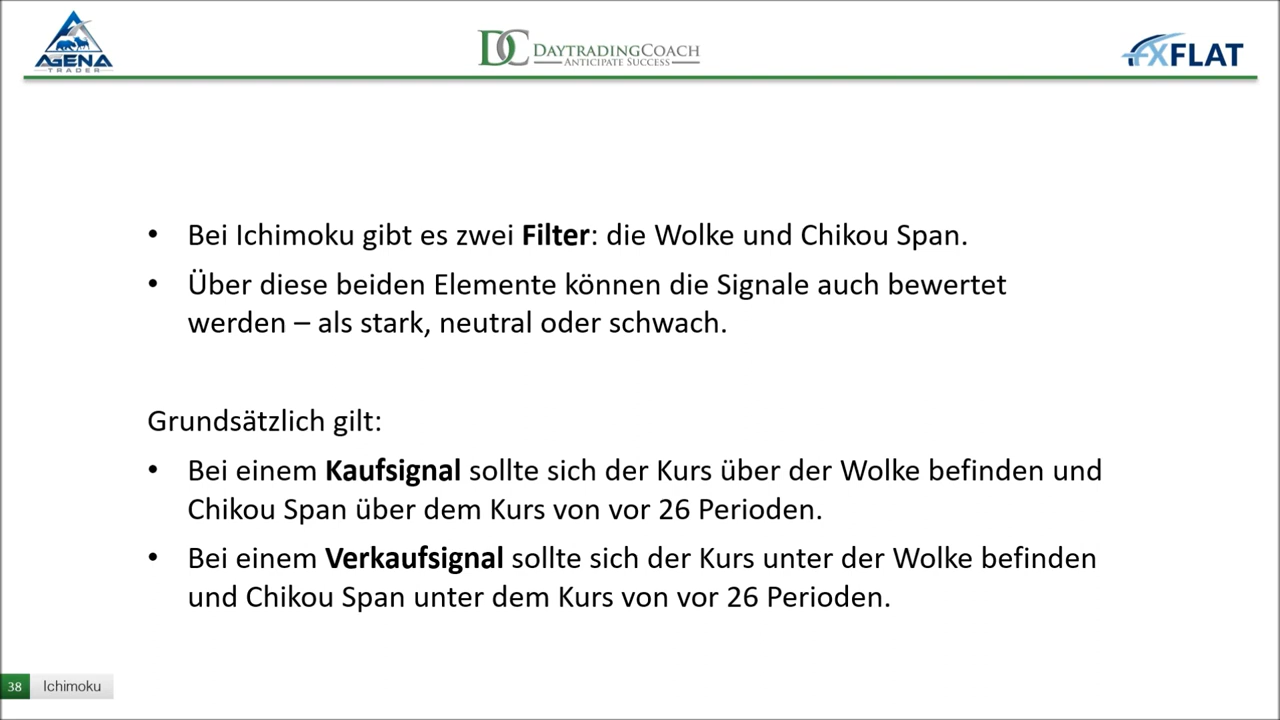 AGENA
TRADER
DC DAYTRADINGCOACH
ANTICIPATE SUCCESS
FXFLAT
• Bei Ichimoku gibt es zwei Filter: die Wolke und Chikou Span.
• Über diese beiden Elemente können die Signale auch bewertet
werden – als stark, neutral oder schwach.
Grundsätzlich gilt:
• Bei einem Kaufsignal sollte sich der Kurs über der Wolke befinden und
Chikou Span über dem Kurs von vor 26 Perioden.
• Bei einem Verkaufsignal sollte sich der Kurs unter der Wolke befinden
und Chikou Span unter dem Kurs von vor 26 Perioden.
38 Ichimoku